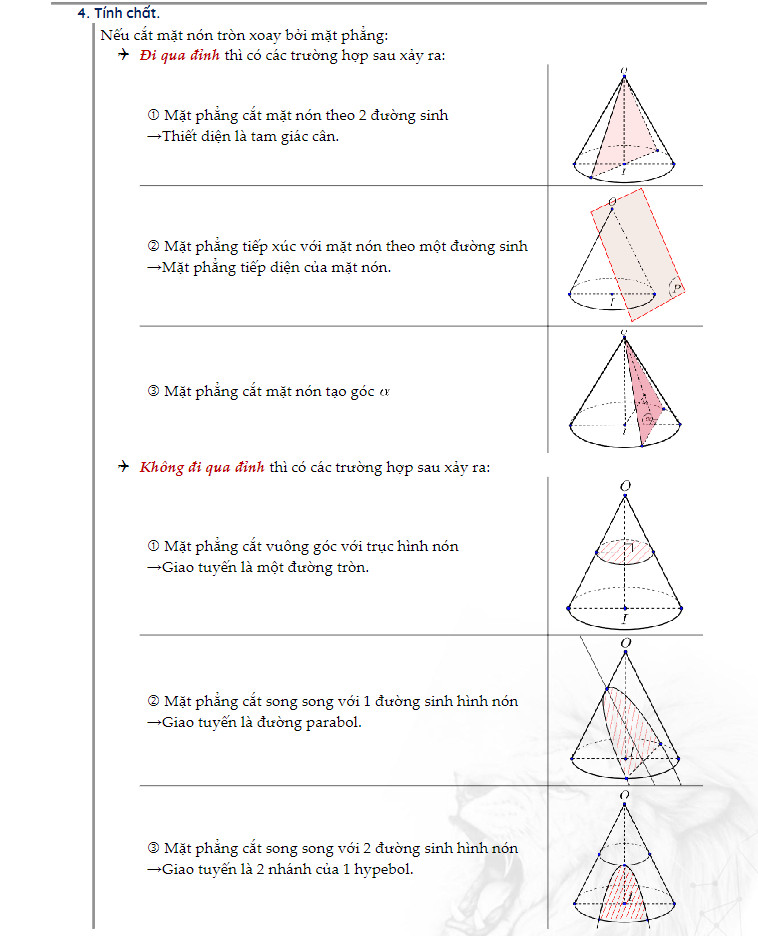 4. Tính chất.
Nếu cắt mặt nón tròn xoay bởi mặt phẳng:
→ Đi qua đỉnh thì có các trường hợp sau xảy ra:
① Mặt phẳng cắt mặt nón theo 2 đường sinh
→Thiết diện là tam giác cân.
I
② Mặt phẳng tiếp xúc với mặt nón theo một đường sinh
→Mặt phẳng tiếp diện của mặt nón.
O
I
P
③ Mặt phẳng cắt mặt nón tạo góc α
I
→ Không đi qua đỉnh thì có các trường hợp sau xảy ra:
① Mặt phẳng cắt vuông góc với trục hình nón
→Giao tuyến là một đường tròn.
O
I
② Mặt phẳng cắt song song với 1 đường sinh hình nón
→Giao tuyến là đường parabol.
O
I
③ Mặt phẳng cắt song song với 2 đường sinh hình nón
→Giao tuyến là 2 nhánh của 1 hypebol.
O
I